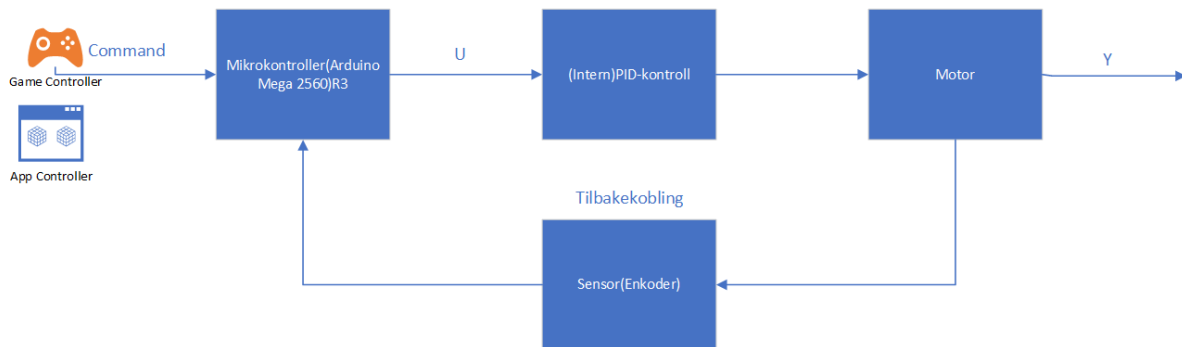 Command
Game Controller
App Controller
Mikrokontroller(Arduino
Mega 2560)R3
U
(Intern)PID-kontroll
Motor
Y
Tilbakekobling
Sensor(Enkoder)